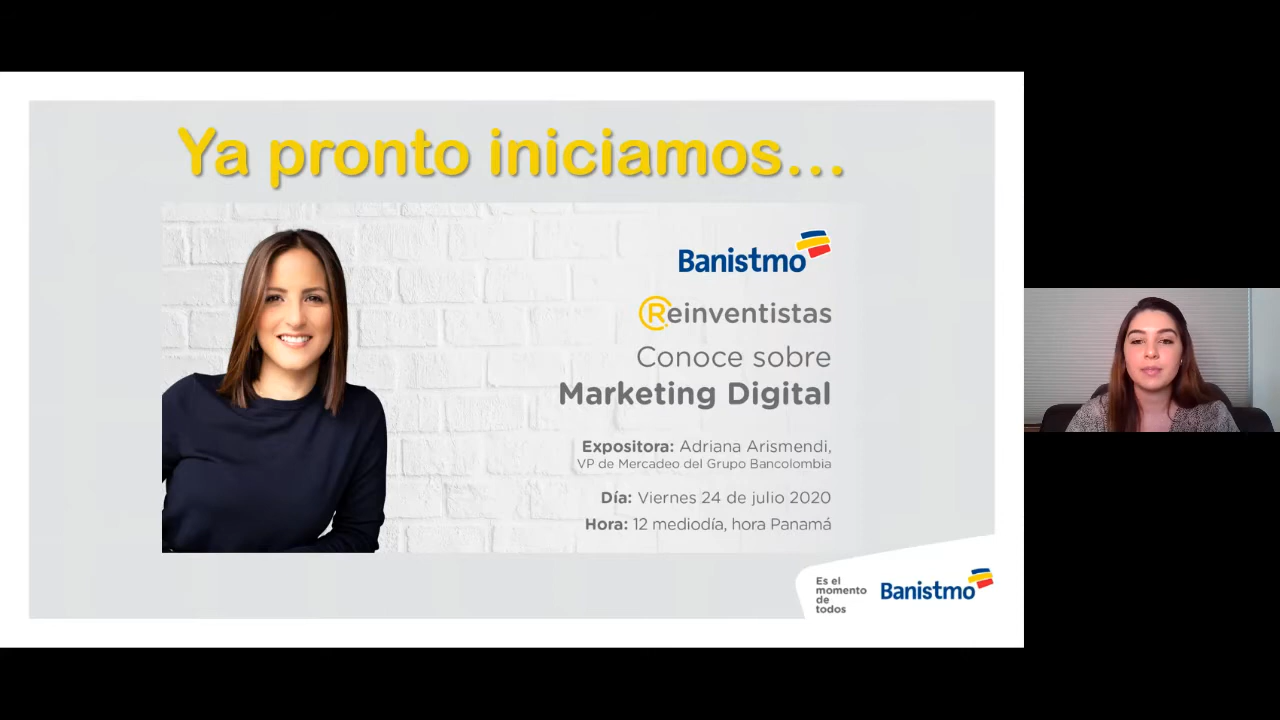 Ya pronto iniciamos...
Banistmo
Reinventistas
Conoce sobre
Marketing Digital
Expositora: Adriana Arismendi,
VP de Mercadeo del Grupo Bancolombia
Día: Viernes 24 de julio 2020
Hora: 12 mediodía, hora Panamá
Es el
momento
de
todos
Banistmo